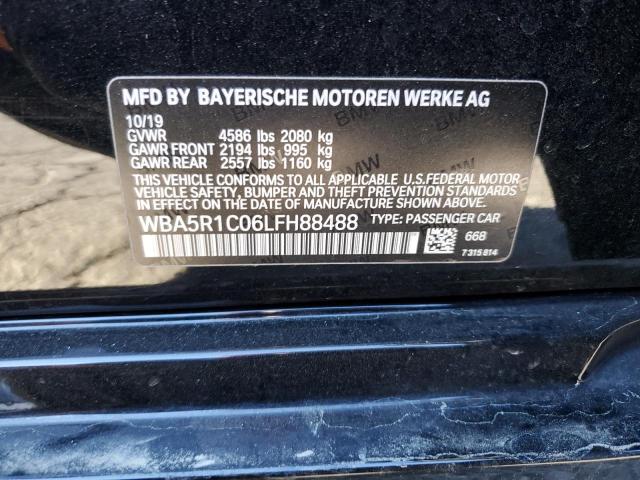 MFD BY BAYERISCHE MOTOREN WERKE AG
10/19
GVWR 4586 lbs 2080 kg
GAWR FRONT 2194 lbs 995 kg
GAWR REAR 2557 lbs 1160 kg
THIS VEHICLE CONFORMS TO ALL APPLICABLE U.S.FEDERAL MOTOR
VEHICLE SAFETY, BUMPER AND THEFT PREVENTION STANDARDS
IN EFFECT ON THE DATE OF MANUFACTURE SHOWN ABOVE.
WBA5R1C06LFH88488 TYPE: PASSENGER CAR
668
7315814